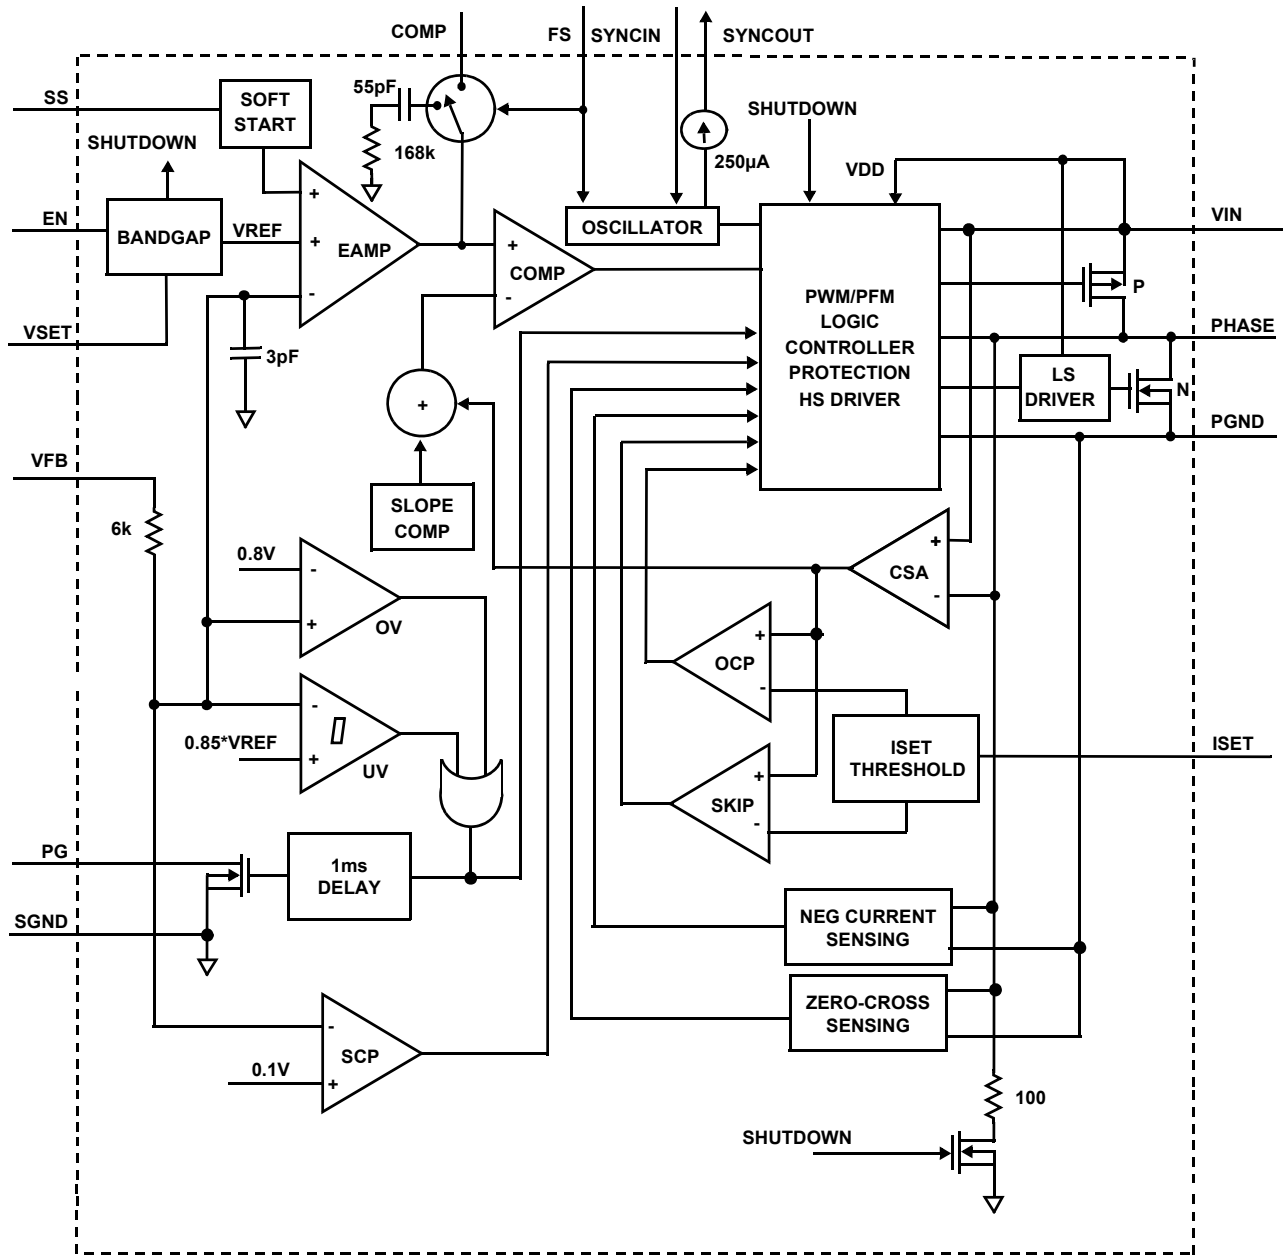 COMP
FS
SYNCIN
SYNCOUT
SS
SOFT
START
55pF
168k
SHUTDOWN
250µA
SHUTDOWN
VDD
EN
BANDGAP
VREF
+
+
-
EAMP
+
-
COMP
OSCILLATOR
VIN
P
PWM/PFM
LOGIC
CONTROLLER
PROTECTION
HS DRIVER
VSET
3pF
PHASE
LS
DRIVER
N
PGND
+
VFB
6k
SLOPE
COMP
0.8V
-
+
OV
+
-
CSA
+
-
OCP
0.85*VREF
-
+
UV
ISET
THRESHOLD
ISET
+
-
SKIP
PG
1ms
DELAY
SGND
NEG CURRENT
SENSING
ZERO-CROSS
SENSING
-
+
SCP
0.1V
100
SHUTDOWN